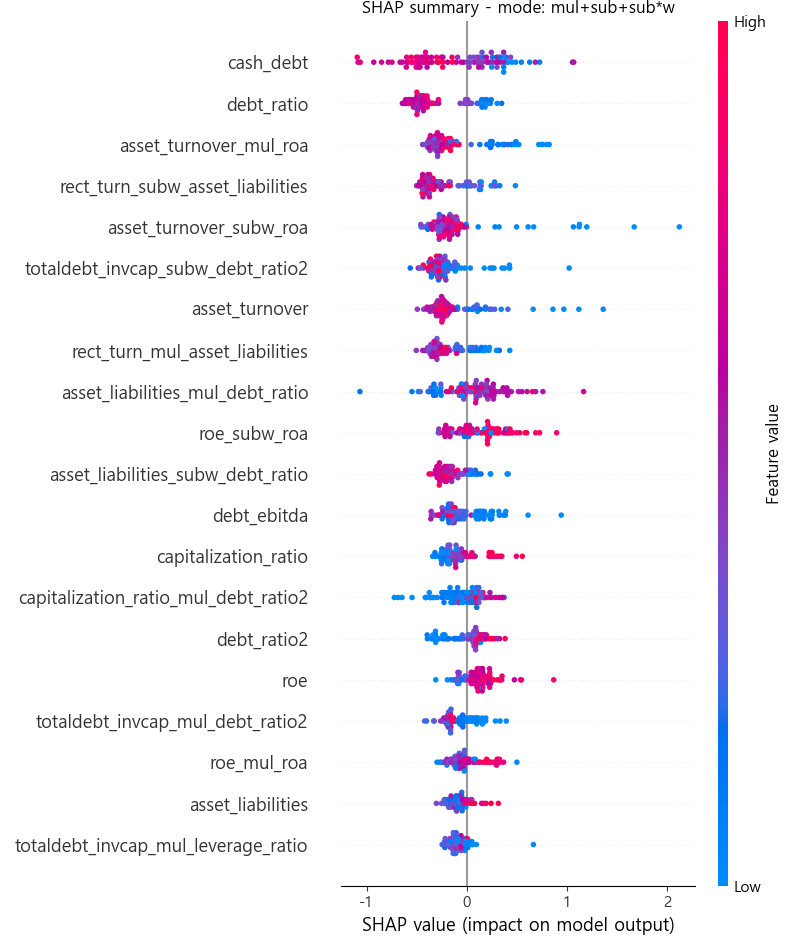 SHAP summary - mode: mul+sub+sub*w
High
cash_debt
debt_ratio
asset_turnover_mul_roa
rect_turn_subw_asset_liabilities
asset_turnover_subw_roa
totaldebt_invcap_subw_debt_ratio2
asset_turnover
rect_turn_mul_asset_liabilities
asset_liabilities_mul_debt_ratio
roe_subw_roa
asset_liabilities_subw_debt_ratio
debt_ebitda
capitalization_ratio
capitalization_ratio_mul_debt_ratio2
debt_ratio2
roe
totaldebt_invcap_mul_debt_ratio2
roe_mul_roa
asset_liabilities
totaldebt_invcap_mul_leverage_ratio
Feature value
Low
-1 0 1 2
SHAP value (impact on model output)